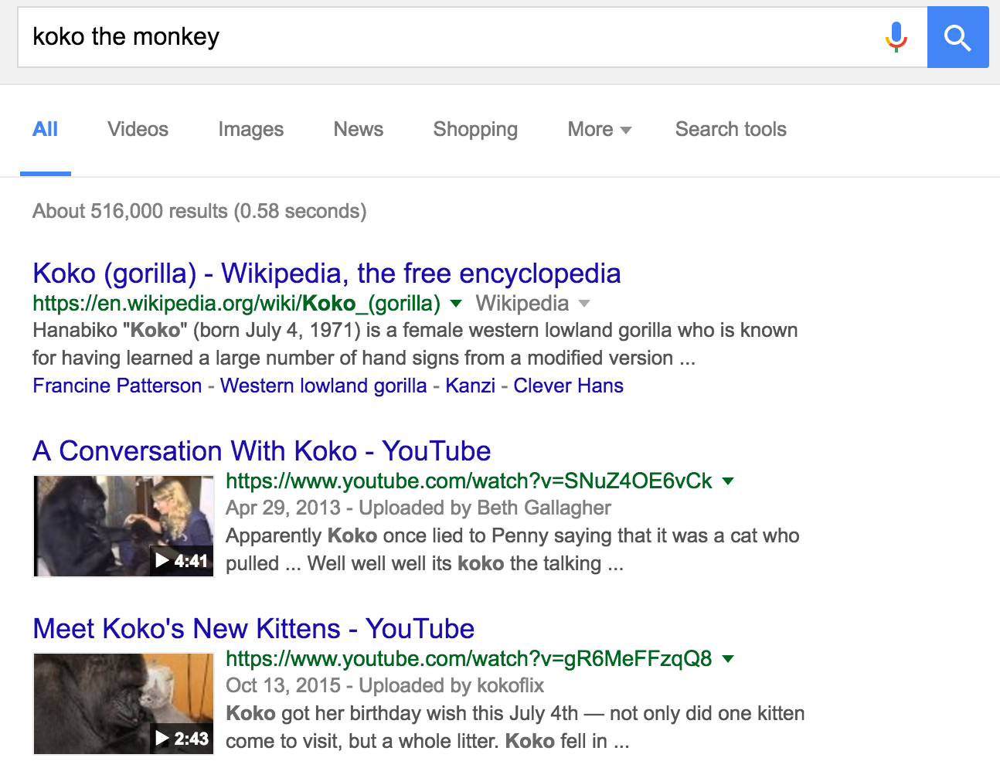 koko the monkey
All Videos Images News Shopping More Search tools
About 516,000 results (0.58 seconds)
Koko (gorilla) - Wikipedia, the free encyclopedia
https://en.wikipedia.org/wiki/Koko_(gorilla) Wikipedia
Hanabiko "Koko" (born July 4, 1971) is a female western lowland gorilla who is known
for having learned a large number of hand signs from a modified version ...
Francine Patterson - Western lowland gorilla - Kanzi - Clever Hans
A Conversation With Koko - YouTube
https://www.youtube.com/watch?v=SNuZ4OE6vCk
Apr 29, 2013 - Uploaded by Beth Gallagher
Apparently Koko once lied to Penny saying that it was a cat who
pulled ... Well well well its koko the talking ...
4:41
Meet Koko's New Kittens - YouTube
https://www.youtube.com/watch?v=gR6MeFFzqQ8
Oct 13, 2015 - Uploaded by kokoflix
Koko got her birthday wish this July 4th — not only did one kitten
come to visit, but a whole litter. Koko fell in ...
2:43